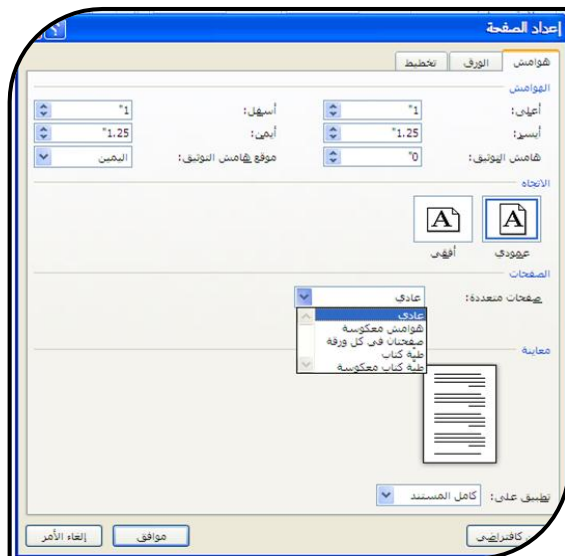 إعداد الصفحة
هوامش الورق تخطيط
الهوامش
أعلى: 1" أسفل: 1"
أيسر: 1.25" أيمن: 1.25"
هامش التوثيق: 0" موقع هامش التوثيق: اليمين
الاتجاه
A A
عمودي أفقي
الصفحات
صفحات متعددة: عادي
عادي
هوامش معكوسة
صفحتان في كل ورقة
طية كتاب
طية كتاب معكوسة
معاينة
تطبيق على: كامل المستند
كافتراضي موافق إلغاء الأمر